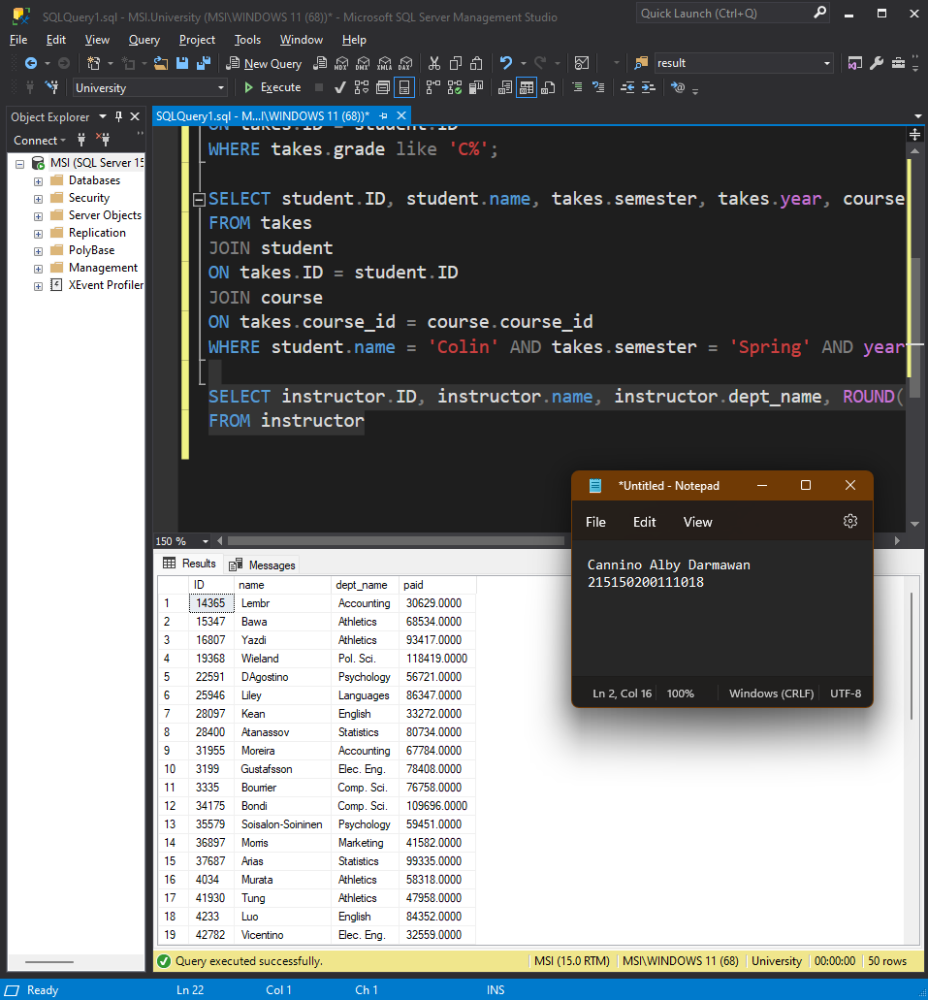 SQLQuery1.sql - MSI.University (MSI\WINDOWS 11 (68))* - Microsoft SQL Server Management Studio
Quick Launch (Ctrl+Q)
File Edit View Query Project Tools Window Help
New Query MDX DMX XMLA DAX result
University Execute
Object Explorer
SQLQuery1.sql - M...I\WINDOWS 11 (68))*
Connect
MSI (SQL Server 15
Databases
Security
Server Objects
Replication
PolyBase
Management
XEvent Profiler
ON takes.ID = student.ID
WHERE takes.grade like 'C%';
SELECT student.ID, student.name, takes.semester, takes.year, course
FROM takes
JOIN student
ON takes.ID = student.ID
JOIN course
ON takes.course_id = course.course_id
WHERE student.name = 'Colin' AND takes.semester = 'Spring' AND year
SELECT instructor.ID, instructor.name, instructor.dept_name, ROUND(
FROM instructor
150 %
*Untitled - Notepad
File Edit View
Cannino Alby Darmawan
215150200111018
Ln 2, Col 16 100% Windows (CRLF) UTF-8
Results Messages
ID name dept_name paid
1 14365 Lembr Accounting 30629.0000
2 15347 Bawa Athletics 68534.0000
3 16807 Yazdi Athletics 93417.0000
4 19368 Wieland Pol. Sci. 118419.0000
5 22591 DAgostino Psychology 56721.0000
6 25946 Liley Languages 86347.0000
7 28097 Kean English 33272.0000
8 28400 Atanassov Statistics 80734.0000
9 31955 Moreira Accounting 67784.0000
10 3199 Gustafsson Elec. Eng. 78408.0000
11 3335 Bourrier Comp. Sci. 76758.0000
12 34175 Bondi Comp. Sci. 109696.0000
13 35579 Soisalon-Soininen Psychology 59451.0000
14 36897 Morris Marketing 41582.0000
15 37687 Arias Statistics 99335.0000
16 4034 Murata Athletics 58318.0000
17 41930 Tung Athletics 47958.0000
18 4233 Luo English 84352.0000
19 42782 Vicentino Elec. Eng. 32559.0000
Query executed successfully. MSI (15.0 RTM) MSI\WINDOWS 11 (68) University 00:00:00 50 rows
Ready Ln 22 Col 1 Ch 1 INS